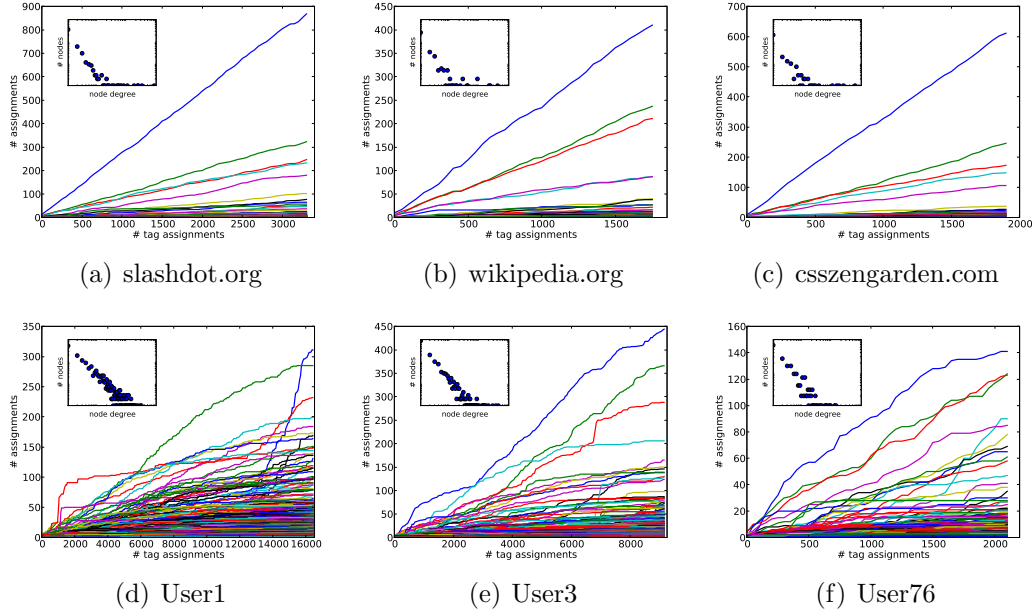 900
800
700
600
500
400
300
200
100
0
# assignments
# nodes
node degree
0 500 1000 1500 2000 2500 3000
# tag assignments
(a) slashdot.org
450
400
350
300
250
200
150
100
50
0
# assignments
# nodes
node degree
0 500 1000 1500
# tag assignments
(b) wikipedia.org
700
600
500
400
300
200
100
0
# assignments
# nodes
node degree
0 500 1000 1500 2000
# tag assignments
(c) csszengarden.com
350
300
250
200
150
100
50
0
# assignments
# nodes
node degree
0 2000 4000 6000 8000 10000 12000 14000 16000
# tag assignments
(d) User1
450
400
350
300
250
200
150
100
50
0
# assignments
# nodes
node degree
0 2000 4000 6000 8000
# tag assignments
(e) User3
160
140
120
100
80
60
40
20
0
# assignments
# nodes
node degree
0 500 1000 1500 2000
# tag assignments
(f) User76